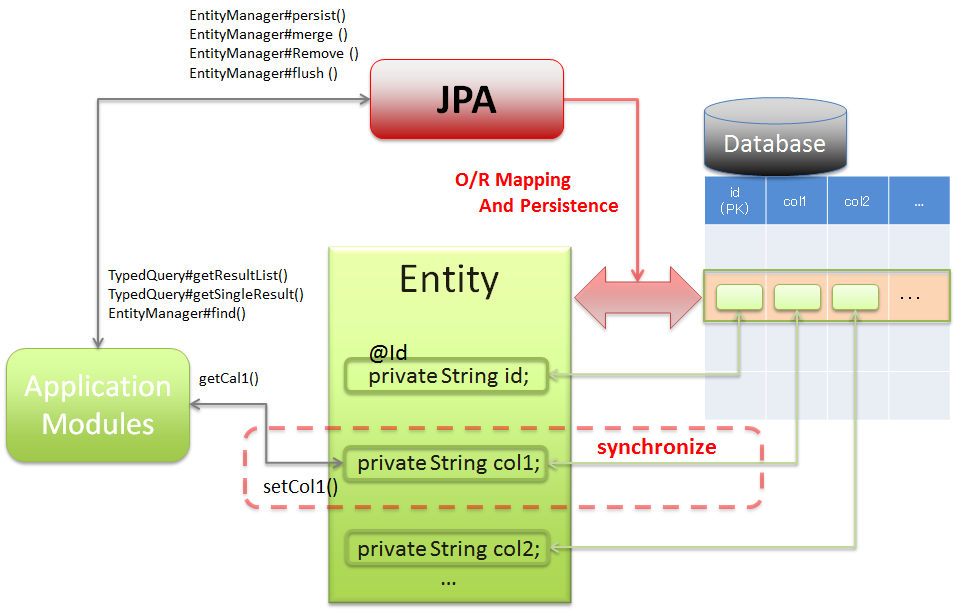 EntityManager#persist()
EntityManager#merge ()
EntityManager#Remove ()
EntityManager#flush ()
JPA
Database
O/R Mapping
And Persistence
id
(PK)
col1
col2
...
TypedQuery#getResultList()
TypedQuery#getSingleResult()
EntityManager#find()
Entity
...
@Id
private String id;
Application
Modules
getCal1()
synchronize
private String col1;
setCol1()
private String col2;
...